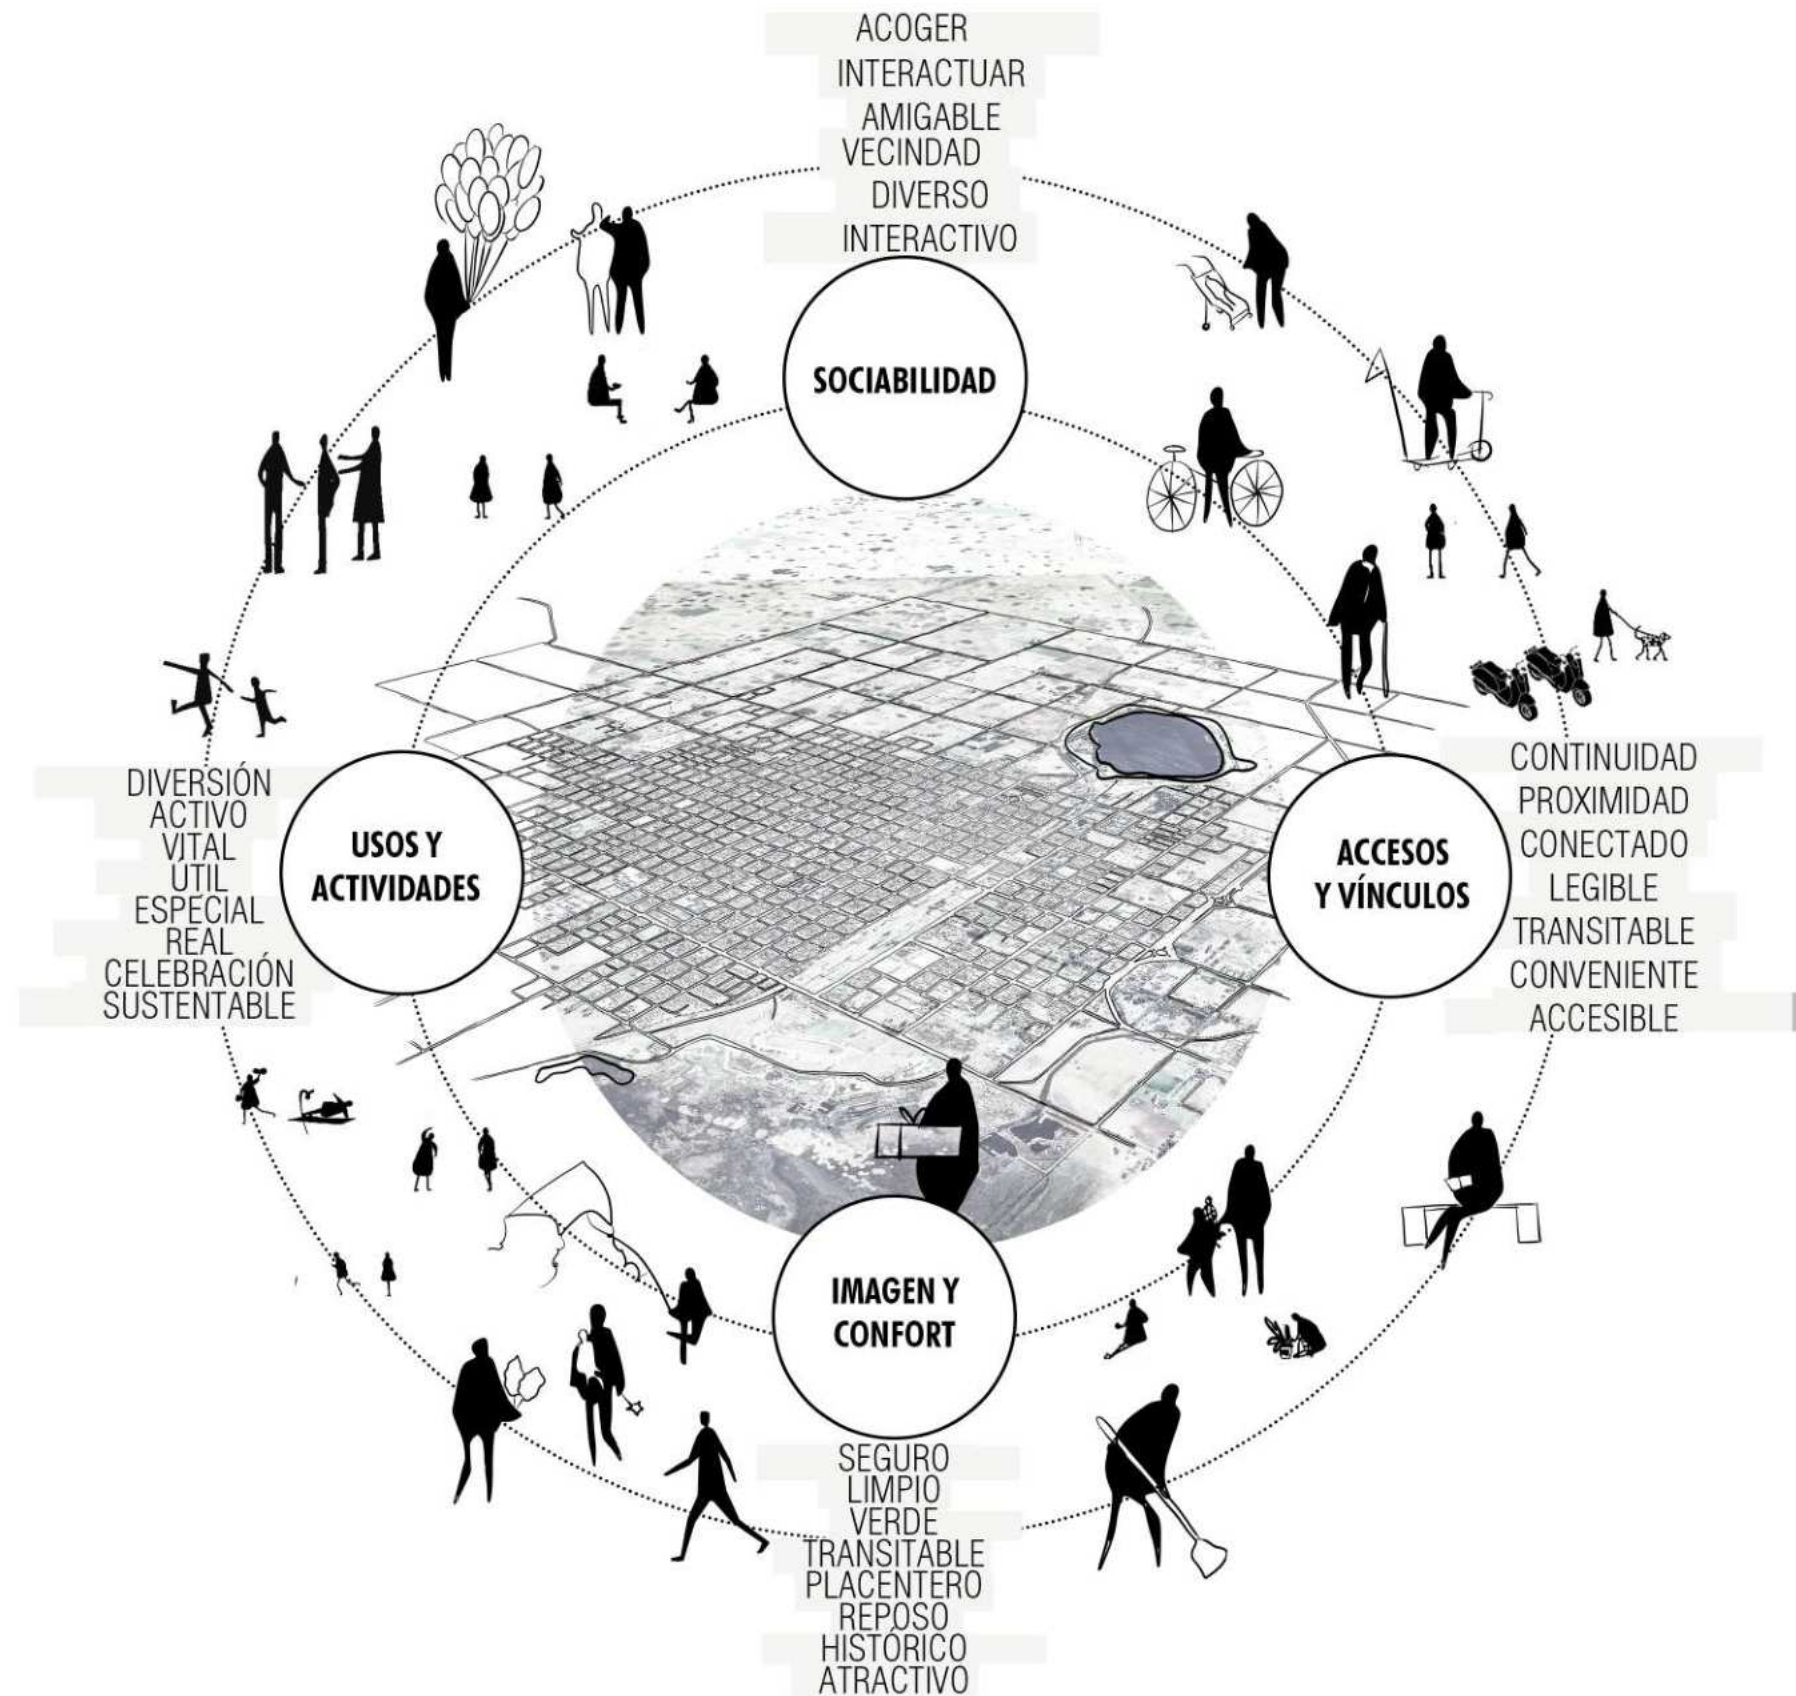 ACOGER
INTERACTUAR
AMIGABLE
VECINDAD
DIVERSO
INTERACTIVO
SOCIABILIDAD
DIVERSIÓN
ACTIVO
VITAL
ÚTIL
ESPECIAL
REAL
CELEBRACIÓN
SUSTENTABLE
USOS Y
ACTIVIDADES
ACCESOS
Y VÍNCULOS
CONTINUIDAD
PROXIMIDAD
CONECTADO
LEGIBLE
TRANSITABLE
CONVENIENTE
ACCESIBLE
IMAGEN Y
CONFORT
SEGURO
LIMPIO
VERDE
TRANSITABLE
PLACENTERO
REPOSO
HISTÓRICO
ATRACTIVO